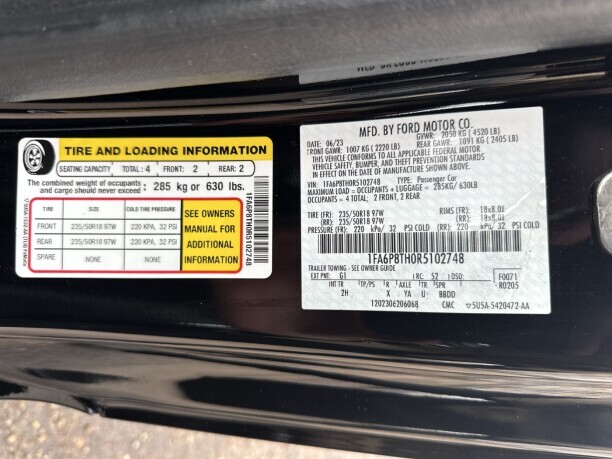 TIRE AND LOADING INFORMATION
SEATING CAPACITY TOTAL : 4 FRONT: 2 REAR: 2
The combined weight of occupants
and cargo should never exceed : 285 kg or 630 lbs.
TIRE SIZE COLD TIRE PRESSURE
FRONT 235/50R18 97W 220 KPA, 32 PSI
REAR 235/50R18 97W 220 KPA, 32 PSI
SPARE NONE NONE
SEE OWNERS
MANUAL FOR
ADDITIONAL
INFORMATION
1FA6P8TH0R5102748
MFD. BY FORD MOTOR CO.
06/23 GVWR: 2050 KG ( 4520 LB)
FRONT GAWR: 1007 KG ( 2220 LB) REAR GAWR: 1091 KG ( 2405 LB)
THIS VEHICLE CONFORMS TO ALL APPLICABLE FEDERAL MOTOR
VEHICLE SAFETY, BUMPER, AND THEFT PREVENTION STANDARDS
IN EFFECT ON THE DATE OF MANUFACTURE SHOWN ABOVE.
VIN: 1FA6P8TH0R5102748 TYPE: Passenger Car
MAXIMUM LOAD = OCCUPANTS + LUGGAGE = 285KG/ 630LB
OCCUPANTS = 4 TOTAL: 2 FRONT, 2 REAR
TIRE (FR): 235/50R18 97W RIMS (FR): 18x8.0J
(RR): 235/50R18 97W (RR): 18x8.0J
(FR): 220 kPa/ 32 PSI COLD (RR): 220 kPa/ 32 PSI COLD
1FA6P8TH0R5102748
TRAILER TOWING - SEE OWNER GUIDE
EXT PNT: G1 RC: 52 DSO: F0071
INT TR TP/PS R AXLE TR SPR R0205
2H X YA U BUDD
1202306206068 CMC 5U5A-5420472-AA